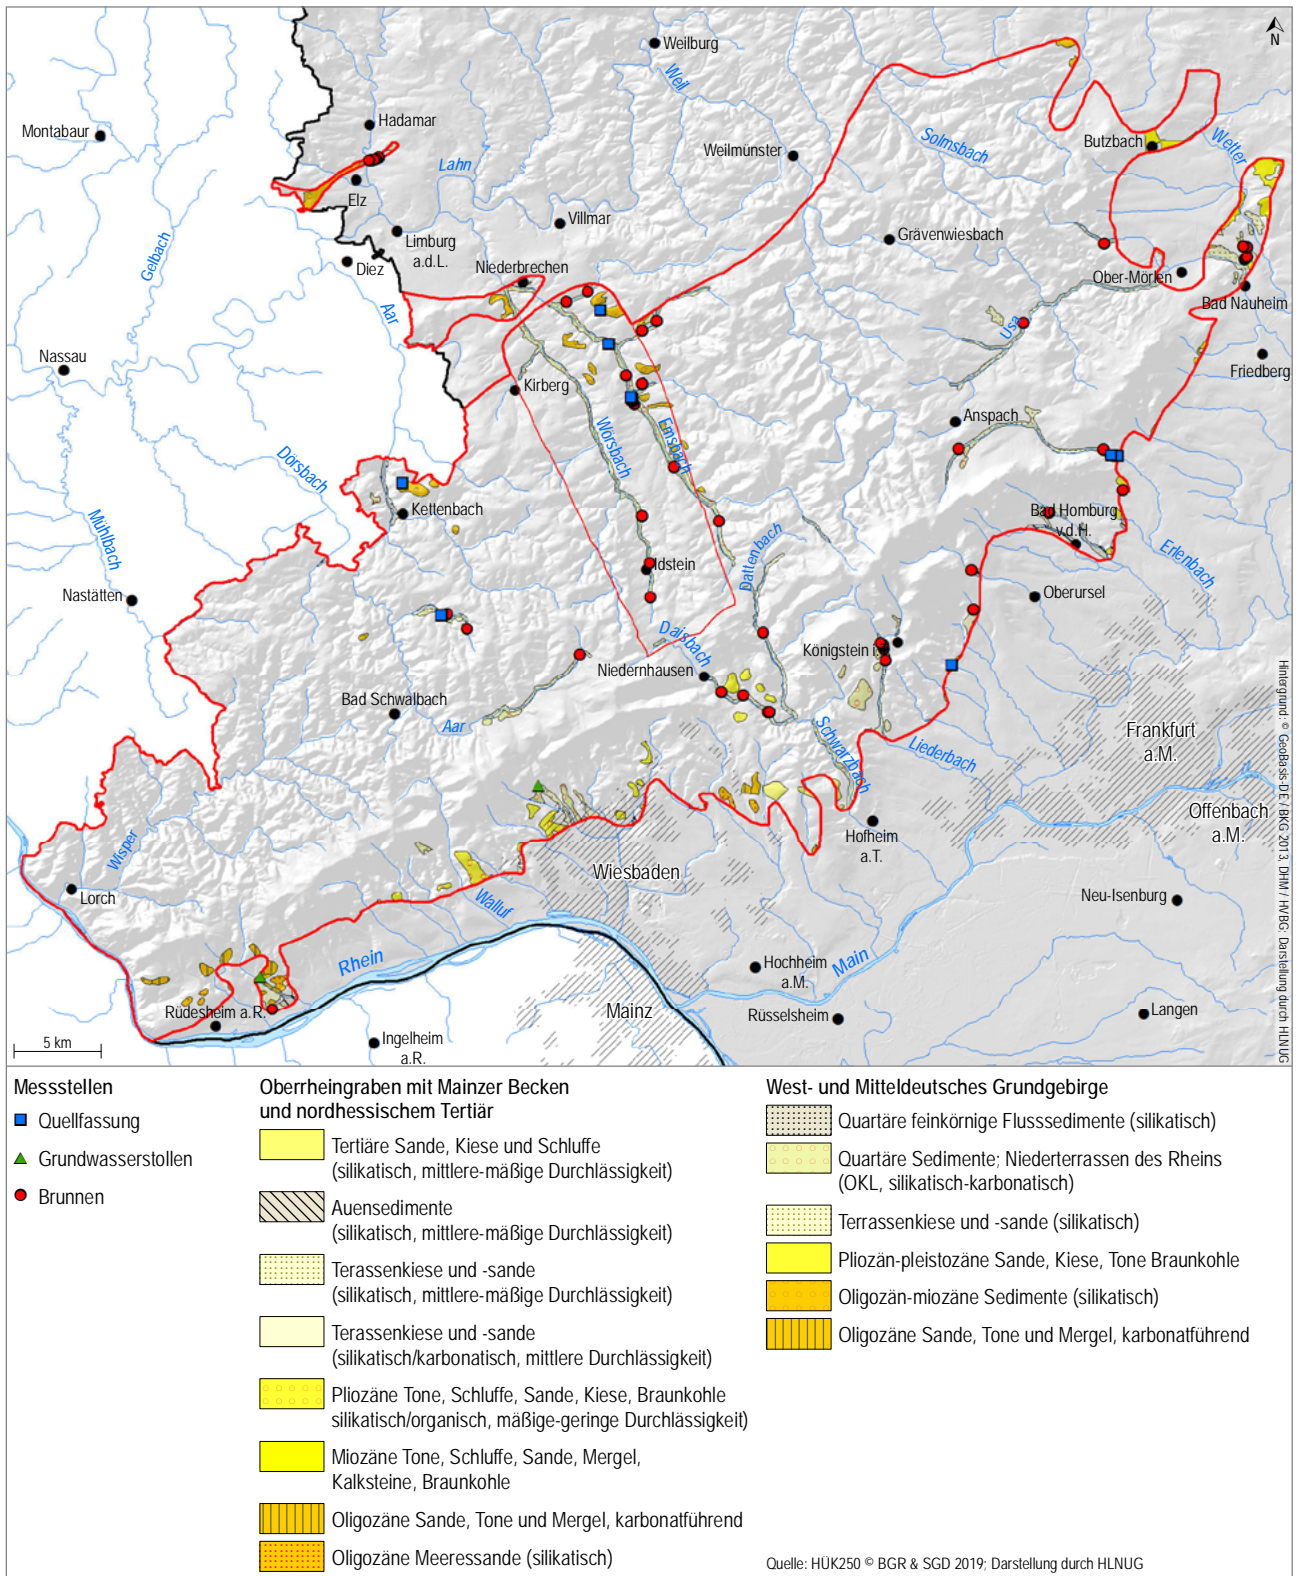 N
Weilburg
Weil
Montabaur
Hadamar
Solmsbach
Butzbach
Wetter
Weilmünster
Lahn
Elz
Villmar
Limburg
a.d.L.
Grävenwiesbach
Gelbach
Diez
Niederbrechen
Ober-Mörlen
Bad Nauheim
Aar
Usa
Nassau
Friedberg
Kirberg
Anspach
Wörsbach
Emsbach
Dörsbach
Kettenbach
Bad Homburg
v.d.H.
Mühlbach
Erlenbach
Dattenbach
Idstein
Nastätten
Oberursel
Daisbach
Königstein i.
Niedernhausen
Bad Schwalbach
Aar
Schwarzbach
Liederbach
Frankfurt
a.M.
Offenbach
a.M.
Wisper
Hofheim
a.T.
Wiesbaden
Lorch
Walluf
Neu-Isenburg
Rhein
Hochheim
a.M.
Main
Rüdesheim a.R.
Mainz
Rüsselsheim
Langen
Ingelheim
a.R.
5 km
Hintergrund: © GeoBasis-DE / BKG 2013, DHM / HVBG; Darstellung durch HLNUG
Messstellen
Quellfassung
Grundwasserstollen
Brunnen
Oberrheingraben mit Mainzer Becken
und nordhessischem Tertiär
Tertiäre Sande, Kiese und Schluffe
(silikatisch, mittlere-mäßige Durchlässigkeit)
Auensedimente
(silikatisch, mittlere-mäßige Durchlässigkeit)
Terassenkiese und -sande
(silikatisch, mittlere-mäßige Durchlässigkeit)
Terassenkiese und -sande
(silikatisch/karbonatisch, mittlere Durchlässigkeit)
Pliozäne Tone, Schluffe, Sande, Kiese, Braunkohle
silikatisch/organisch, mäßige-geringe Durchlässigkeit)
Miozäne Tone, Schluffe, Sande, Mergel,
Kalksteine, Braunkohle
Oligozäne Sande, Tone und Mergel, karbonatführend
Oligozäne Meeressande (silikatisch)
West- und Mitteldeutsches Grundgebirge
Quartäre feinkörnige Flusssedimente (silikatisch)
Quartäre Sedimente; Niederterrassen des Rheins
(OKL, silikatisch-karbonatisch)
Terrassenkiese und -sande (silikatisch)
Pliozän-pleistozäne Sande, Kiese, Tone Braunkohle
Oligozän-miozäne Sedimente (silikatisch)
Oligozäne Sande, Tone und Mergel, karbonatführend
Quelle: HÜK250 © BGR & SGD 2019; Darstellung durch HLNUG